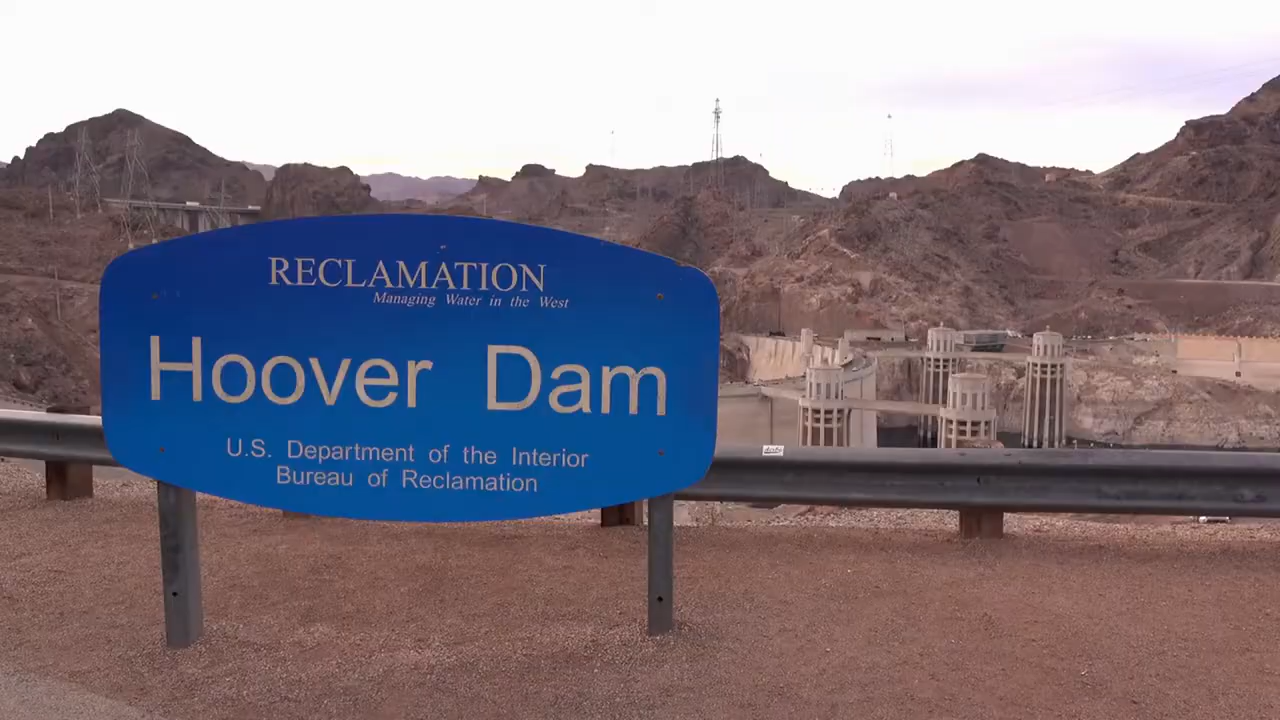 RECLAMATION
Managing Water in the West
Hoover Dam
U.S. Department of the Interior
Bureau of Reclamation